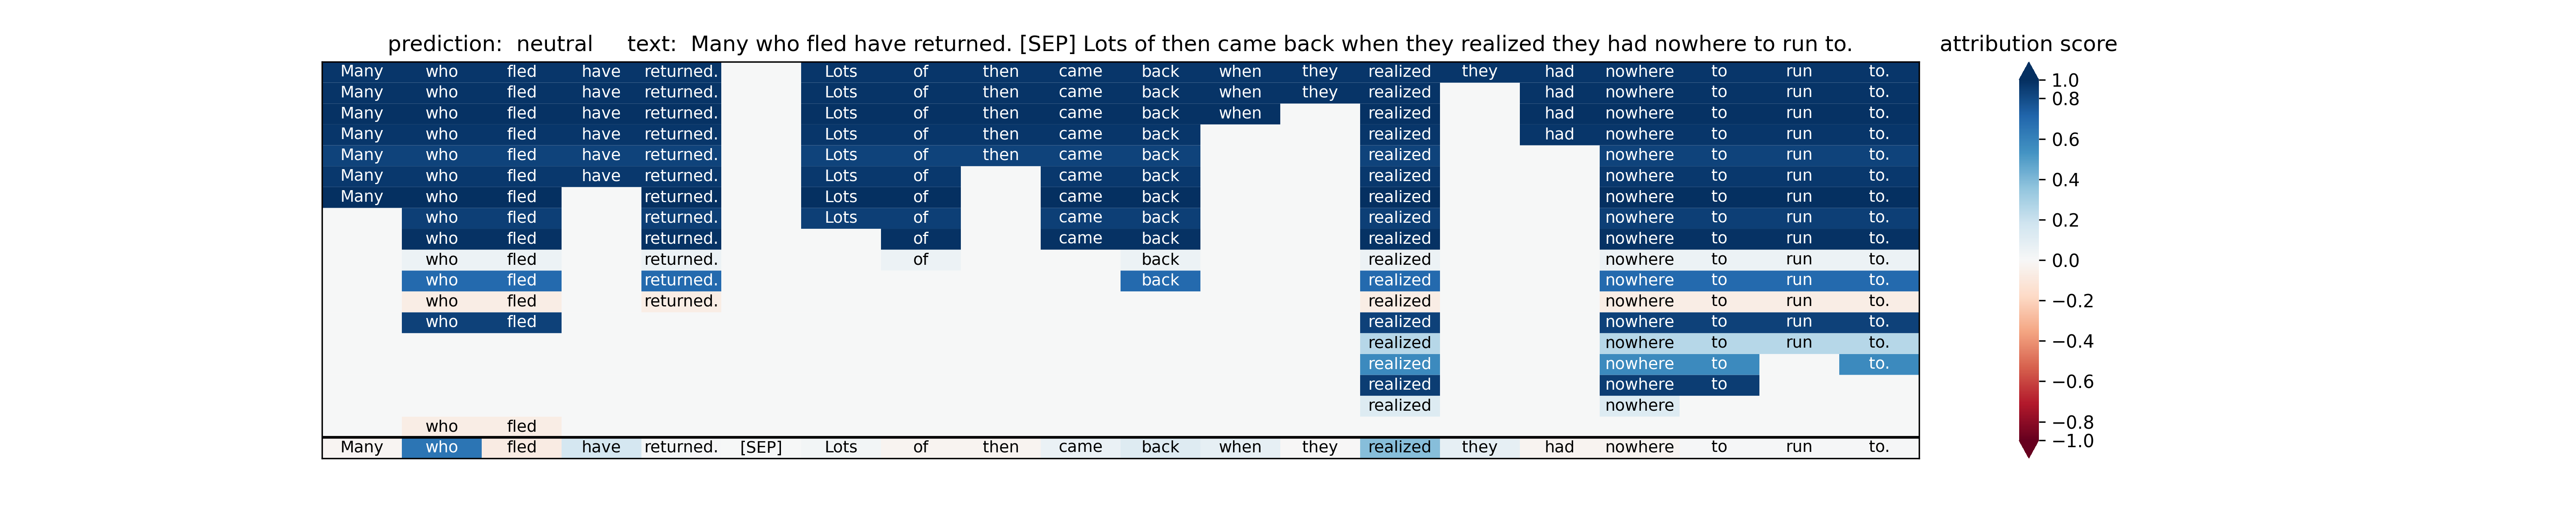 prediction:  neutral     text:  Many who fled have returned. [SEP] Lots of then came back when they realized they had nowhere to run to.     attribution score
Many who fled have returned. Lots of then came back when they realized they had nowhere to run to.
Many who fled have returned. Lots of then came back when they realized had nowhere to run to.
Many who fled have returned. Lots of then came back when realized had nowhere to run to.
Many who fled have returned. Lots of then came back realized had nowhere to run to.
Many who fled have returned. Lots of then came back realized nowhere to run to.
Many who fled have returned. Lots of came back realized nowhere to run to.
Many who fled returned. Lots of came back realized nowhere to run to.
who fled returned. Lots of came back realized nowhere to run to.
who fled returned. of came back realized nowhere to run to.
who fled returned. of back realized nowhere to run to.
who fled returned. back realized nowhere to run to.
who fled returned. realized nowhere to run to.
who fled realized nowhere to run to.
realized nowhere to run to.
realized nowhere to to.
realized nowhere to
realized nowhere
who fled
Many who fled have returned. [SEP] Lots of then came back when they realized they had nowhere to run to.
1.0
0.8
0.6
0.4
0.2
0.0
−0.2
−0.4
−0.6
−0.8
−1.0